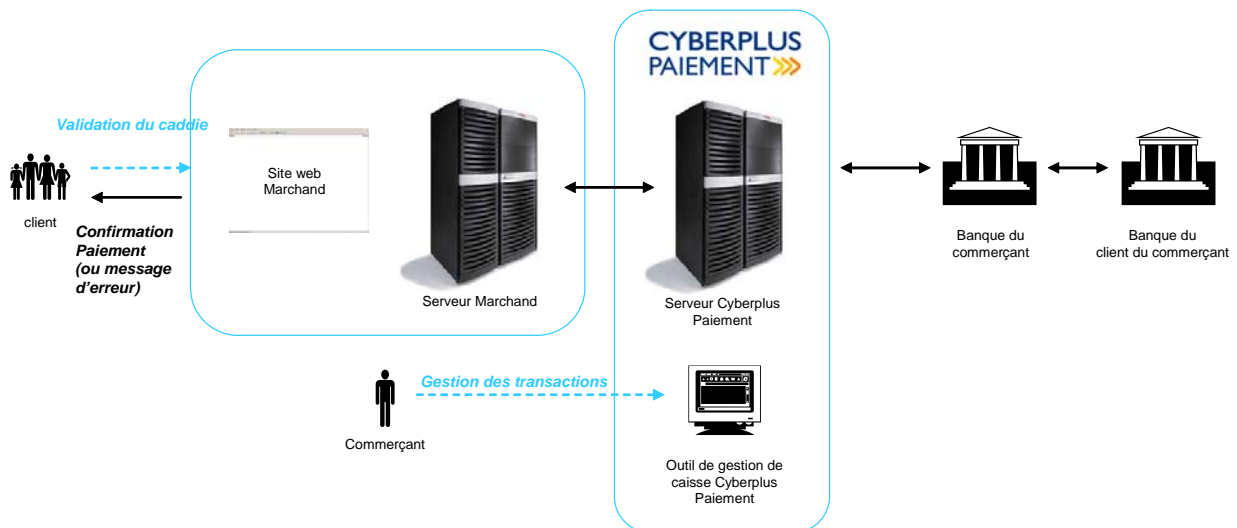 CYBERPLUS
PAIEMENT
Validation du caddie
Site web
Marchand
client
Confirmation
Paiement
(ou message
d'erreur)
Serveur Marchand
Serveur Cyberplus
Paiement
Banque du
commerçant
Banque du
client du commerçant
Gestion des transactions
Commerçant
Outil de gestion de
caisse Cyberplus
Paiement